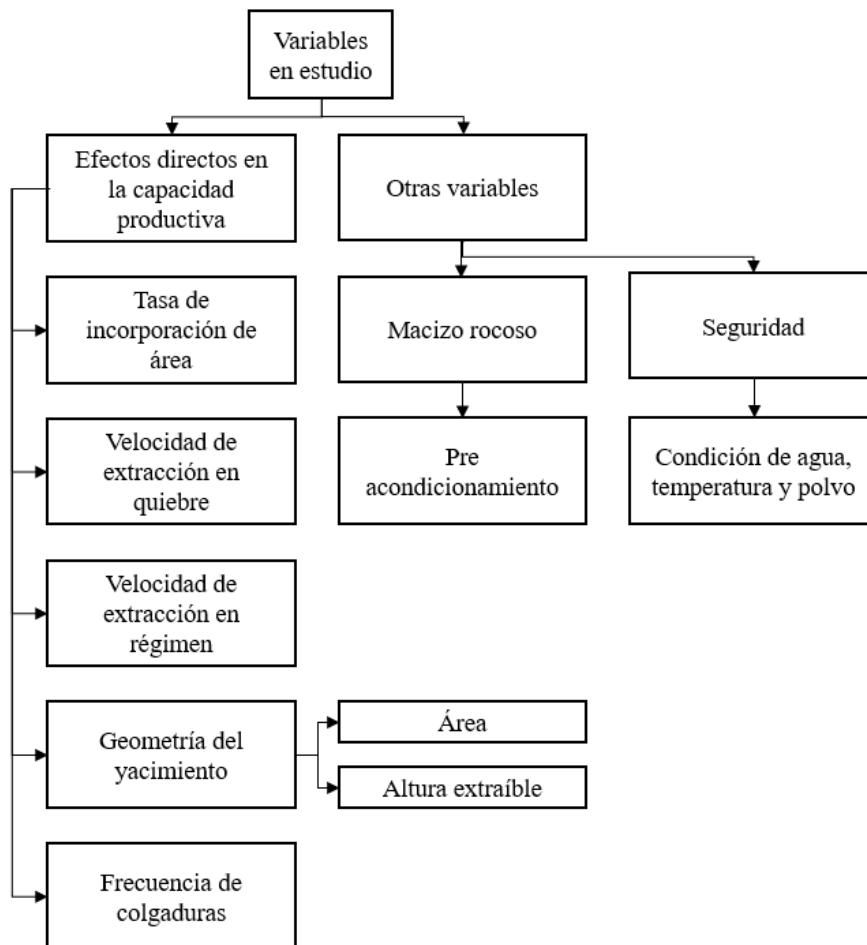 Variables
en estudio
Efectos directos en
la capacidad
productiva
Otras variables
Tasa de
incorporación de
área
Macizo rocoso
Seguridad
Velocidad de
extracción en
quiebre
Pre
acondicionamiento
Condición de agua,
temperatura y polvo
Velocidad de
extracción en
régimen
Geometría del
yacimiento
Área
Altura extraíble
Frecuencia de
colgaduras